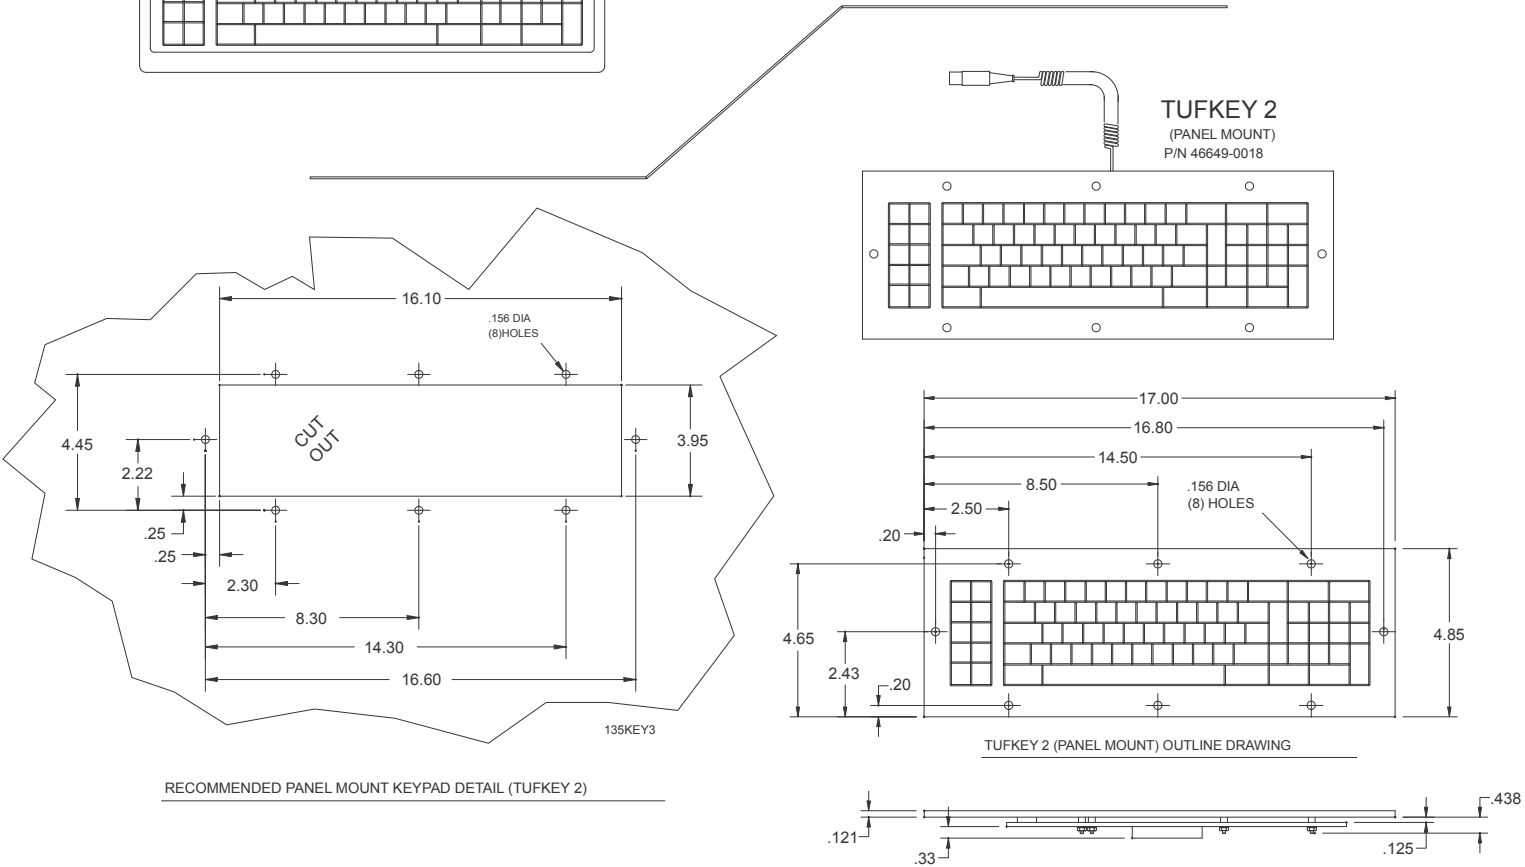 TUFKEY 2
(PANEL MOUNT)
P/N 46649-0018
16.10
.156 DIA
(8)HOLES
4.45
CUT
OUT
3.95
2.22
.25
.25
2.30
8.30
14.30
16.60
135KEY3
RECOMMENDED PANEL MOUNT KEYPAD DETAIL (TUFKEY 2)
17.00
16.80
14.50
8.50
.156 DIA
(8) HOLES
2.50
.20
4.65
4.85
2.43
.20
TUFKEY 2 (PANEL MOUNT) OUTLINE DRAWING
.438
.121
.125
.33